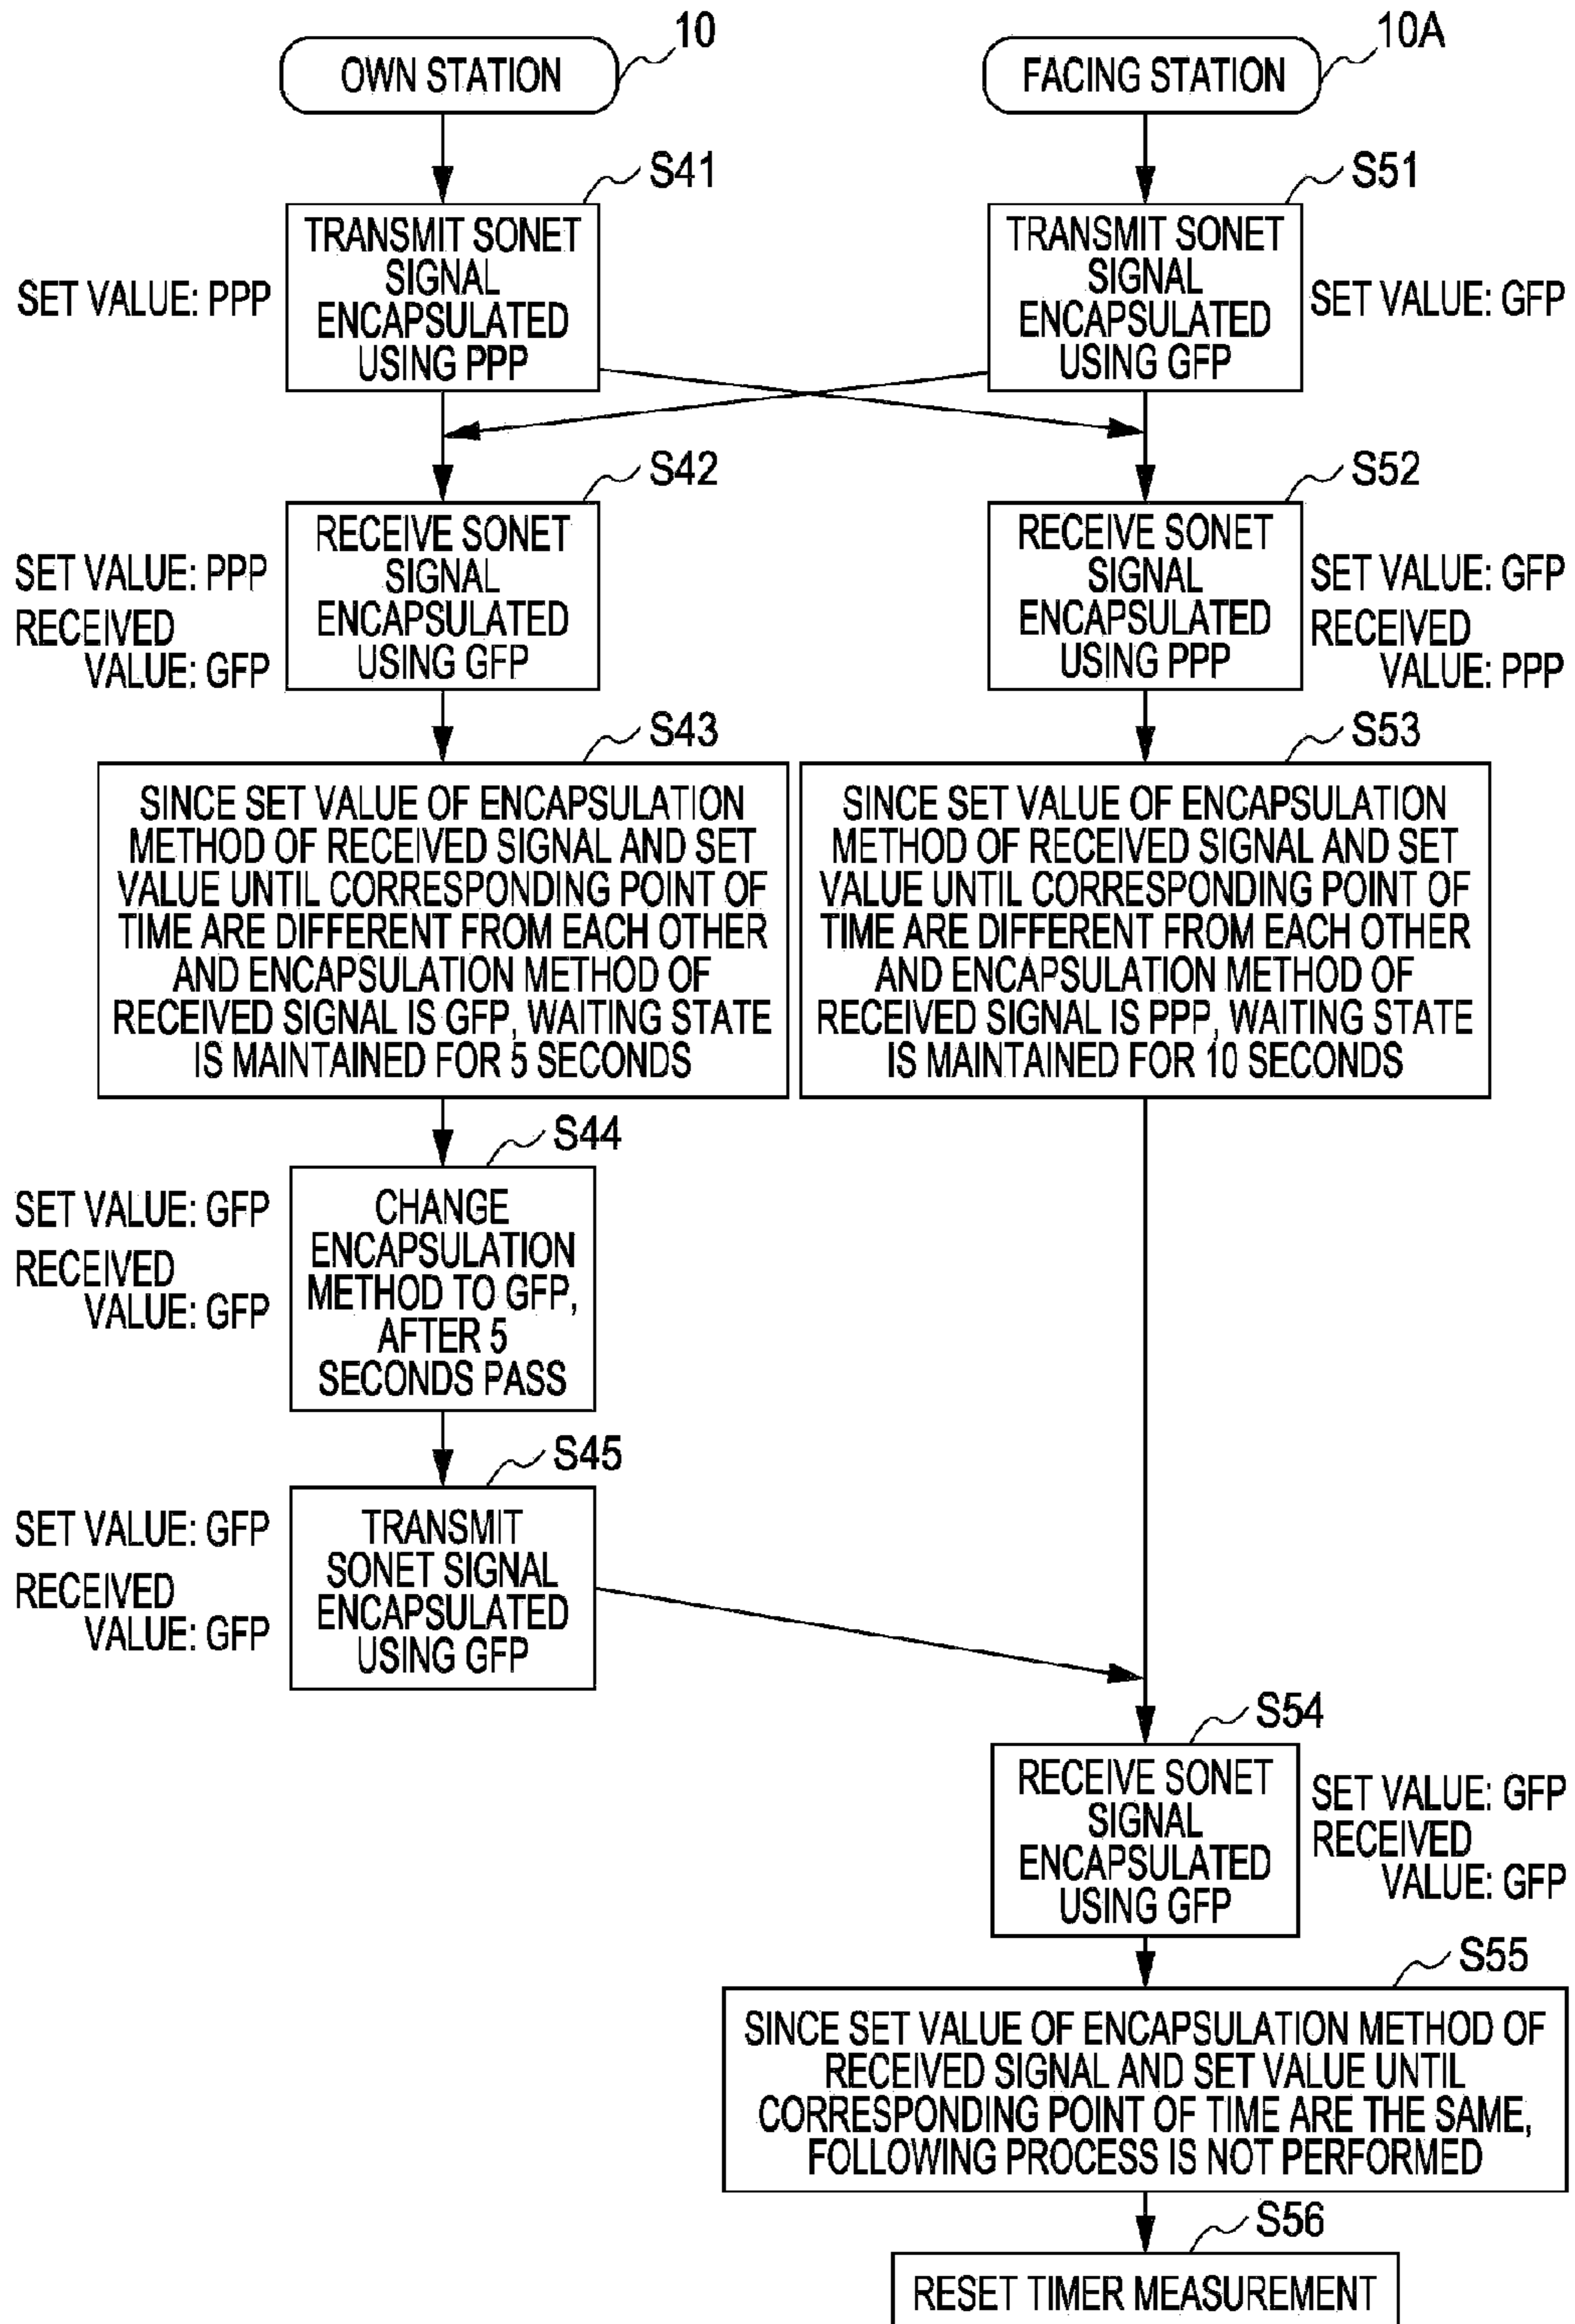 OWN STATION
10
FACING STATION
10A
S41
TRANSMIT SONET
SIGNAL
ENCAPSULATED
USING PPP
SET VALUE: PPP
S51
TRANSMIT SONET
SIGNAL
ENCAPSULATED
USING GFP
SET VALUE: GFP
S42
RECEIVE SONET
SIGNAL
ENCAPSULATED
USING GFP
SET VALUE: PPP
RECEIVED
VALUE: GFP
S52
RECEIVE SONET
SIGNAL
ENCAPSULATED
USING PPP
SET VALUE: GFP
RECEIVED
VALUE: PPP
S43
SINCE SET VALUE OF ENCAPSULATION
METHOD OF RECEIVED SIGNAL AND SET
VALUE UNTIL CORRESPONDING POINT OF
TIME ARE DIFFERENT FROM EACH OTHER
AND ENCAPSULATION METHOD OF
RECEIVED SIGNAL IS GFP, WAITING STATE
IS MAINTAINED FOR 5 SECONDS
S53
SINCE SET VALUE OF ENCAPSULATION
METHOD OF RECEIVED SIGNAL AND SET
VALUE UNTIL CORRESPONDING POINT OF
TIME ARE DIFFERENT FROM EACH OTHER
AND ENCAPSULATION METHOD OF
RECEIVED SIGNAL IS PPP, WAITING STATE
IS MAINTAINED FOR 10 SECONDS
S44
CHANGE
ENCAPSULATION
METHOD TO GFP,
AFTER 5
SECONDS PASS
SET VALUE: GFP
RECEIVED
VALUE: GFP
S45
TRANSMIT
SONET SIGNAL
ENCAPSULATED
USING GFP
SET VALUE: GFP
RECEIVED
VALUE: GFP
S54
RECEIVE SONET
SIGNAL
ENCAPSULATED
USING GFP
SET VALUE: GFP
RECEIVED
VALUE: GFP
S55
SINCE SET VALUE OF ENCAPSULATION METHOD OF
RECEIVED SIGNAL AND SET VALUE UNTIL
CORRESPONDING POINT OF TIME ARE THE SAME,
FOLLOWING PROCESS IS NOT PERFORMED
S56
RESET TIMER MEASUREMENT